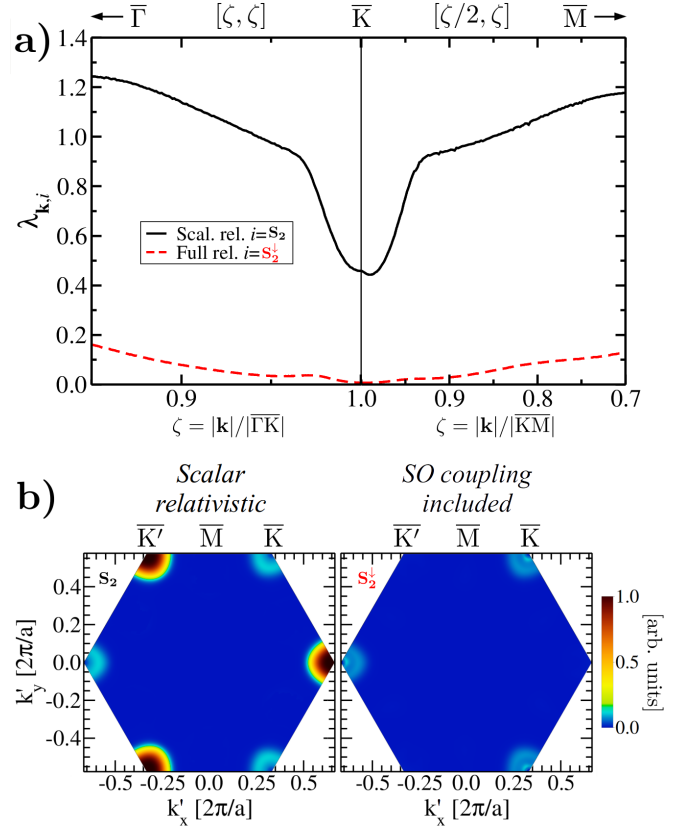 ← Γ̅ [ζ, ζ] K̅ [ζ/2, ζ] M̅ →
a)
1.4
1.2
1.0
0.8
0.6
0.4
0.2
0.0
λk,i
Scal. rel. i=S₂
Full rel. i=S₂↓
0.9 1.0 0.9 0.8 0.7
ζ = |k|/|Γ̅K̅| ζ = |k|/|K̅M̅|
b)
Scalar relativistic
SO coupling included
K̅′ M̅ K̅ K̅′ M̅ K̅
S₂
S₂↓
0.4
0.2
0.0
-0.2
-0.4
k′y [2π/a]
-0.5 -0.25 0.0 0.25 0.5
-0.5 -0.25 0.0 0.25 0.5
k′x [2π/a] k′x [2π/a]
1.0
0.5
0.0
[arb. units]